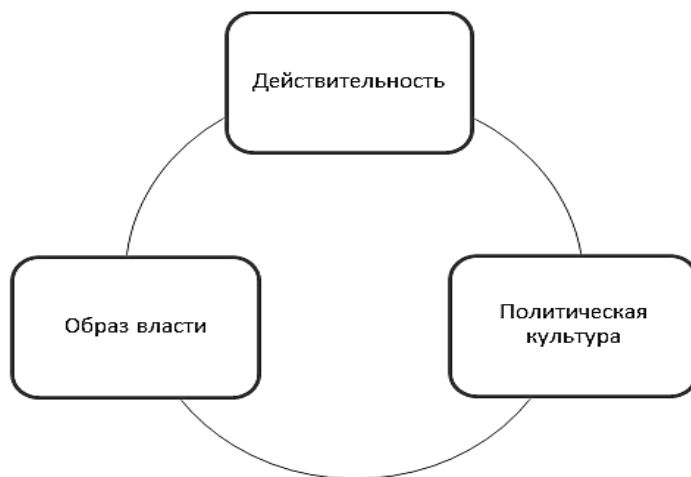 Действительность
Образ власти
Политическая
культура